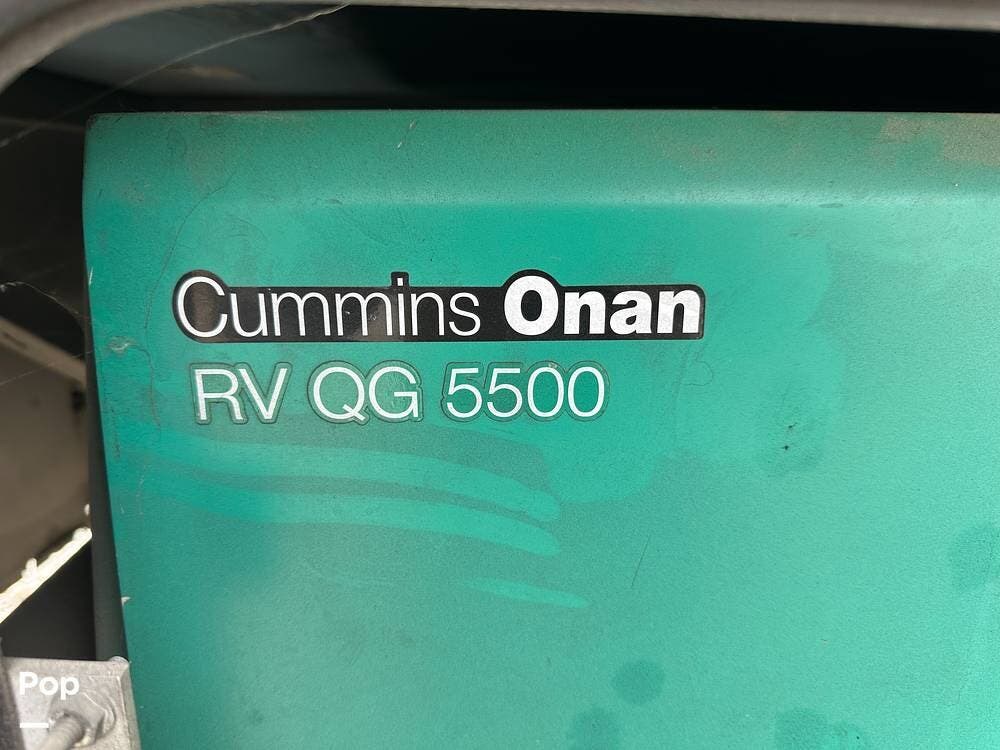 Cummins Onan
RV QG 5500
Pop